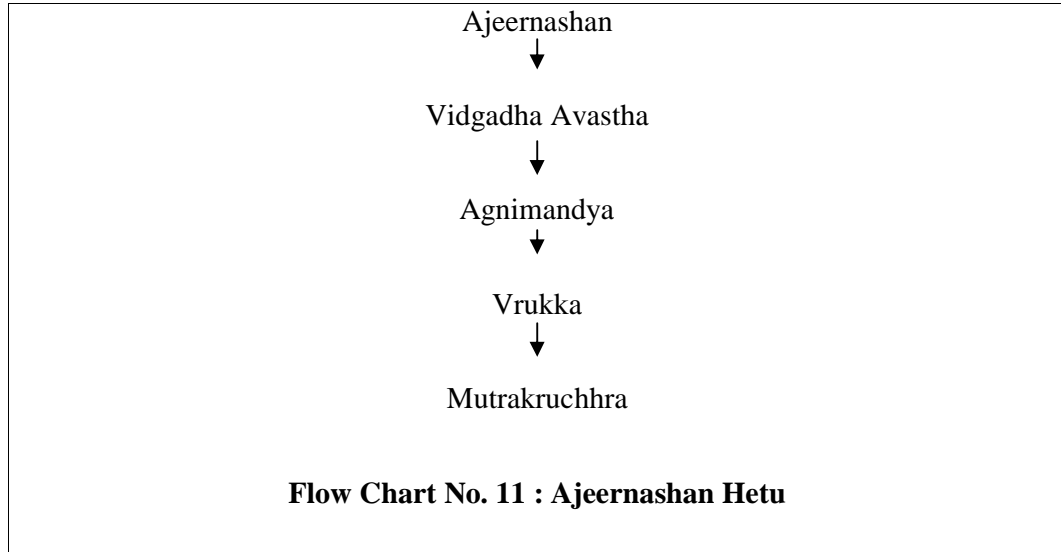 Ajeernashan
Vidgadha Avastha
Agnimandya
Vrukka
Mutrakruchhra
Flow Chart No. 11 : Ajeernashan Hetu